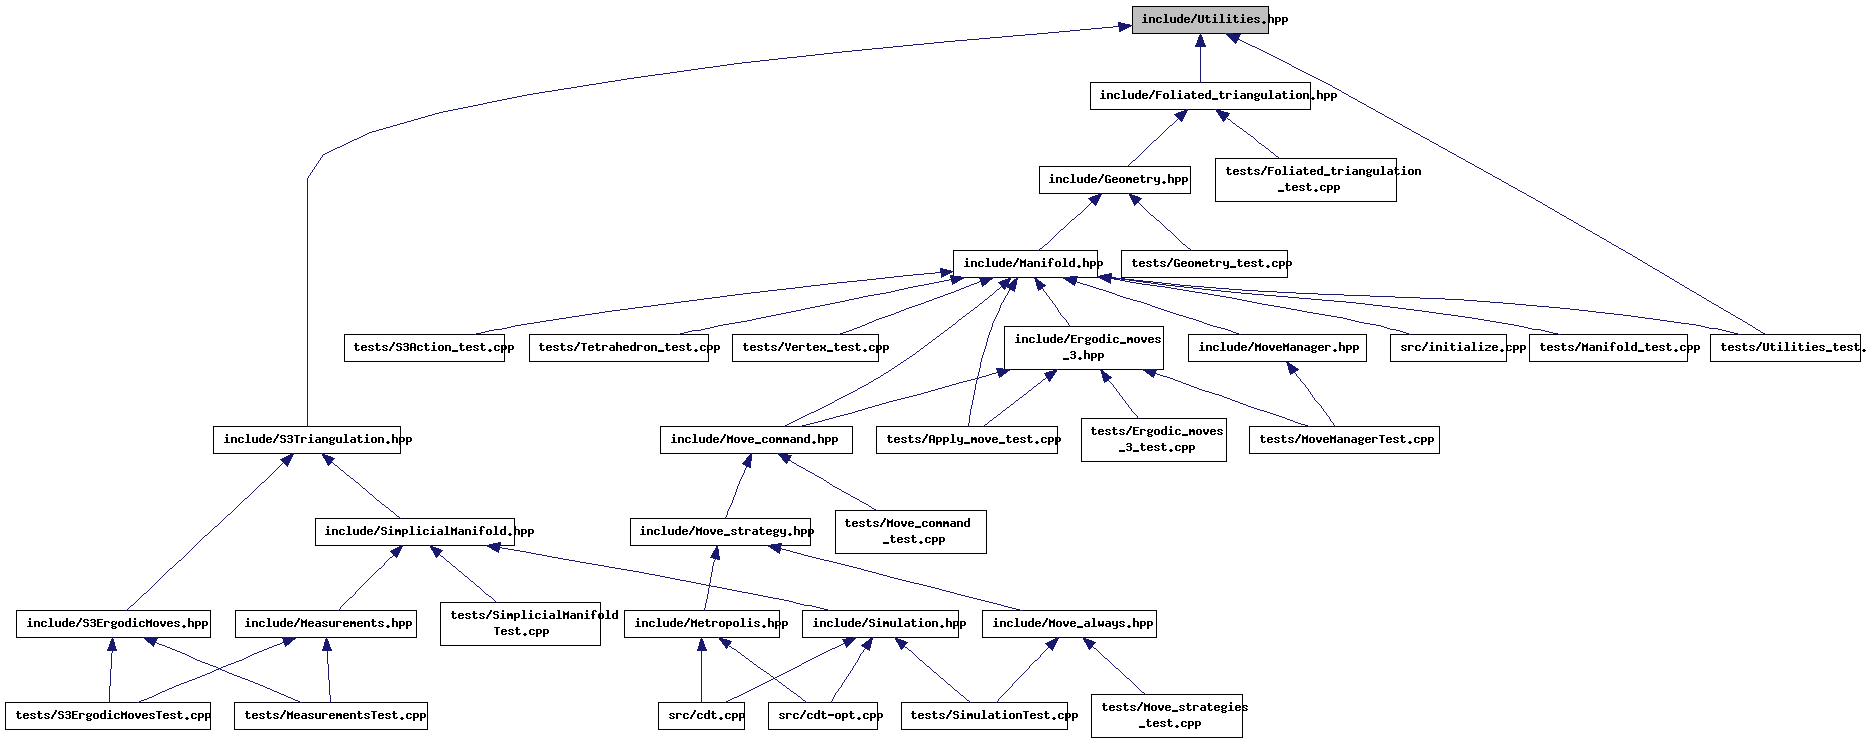 include/Utilities.hpp
include/Foliated_triangulation.hpp
include/Geometry.hpp
tests/Foliated_triangulation
_test.cpp
include/Manifold.hpp
tests/Geometry_test.cpp
tests/S3Action_test.cpp
tests/Tetrahedron_test.cpp
tests/Vertex_test.cpp
include/Ergodic_moves
_3.hpp
include/MoveManager.hpp
src/initialize.cpp
tests/Manifold_test.cpp
tests/Utilities_test.
include/S3Triangulation.hpp
include/Move_command.hpp
tests/Apply_move_test.cpp
tests/Ergodic_moves
_3_test.cpp
tests/MoveManagerTest.cpp
include/SimplicialManifold.hpp
include/Move_strategy.hpp
tests/Move_command
_test.cpp
include/S3ErgodicMoves.hpp
include/Measurements.hpp
tests/SimplicialManifold
Test.cpp
include/Metropolis.hpp
include/Simulation.hpp
include/Move_always.hpp
tests/S3ErgodicMovesTest.cpp
tests/MeasurementsTest.cpp
src/cdt.cpp
src/cdt-opt.cpp
tests/SimulationTest.cpp
tests/Move_strategies
_test.cpp